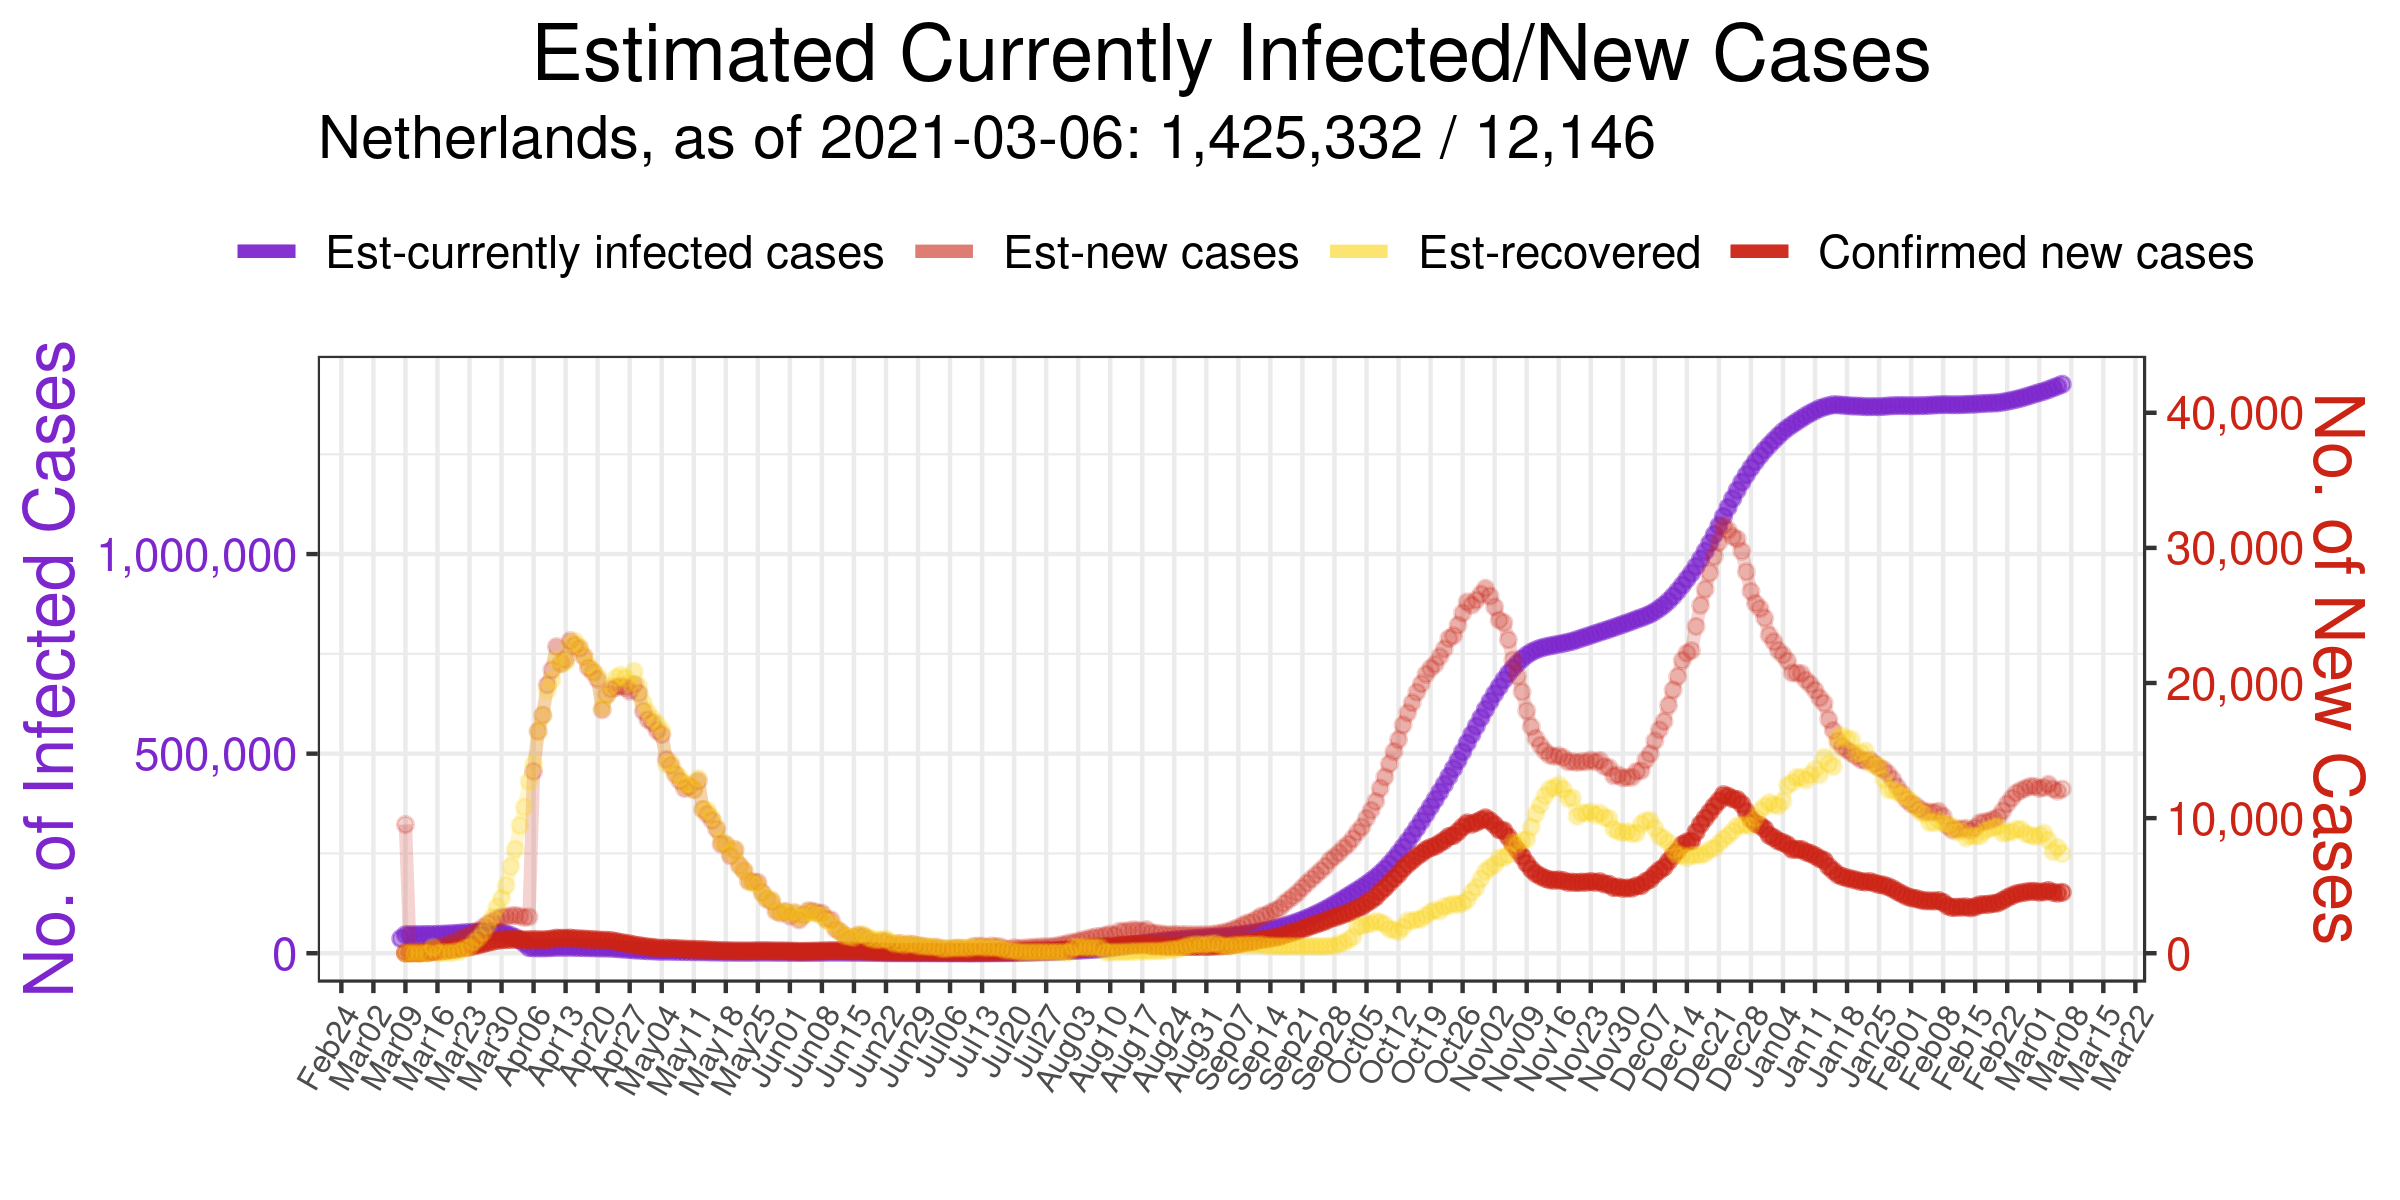 Estimated Currently Infected/New Cases
Netherlands, as of 2021-03-06: 1,425,332 / 12,146
Est-currently infected cases Est-new cases Est-recovered Confirmed new cases
No. of Infected Cases
1,000,000
500,000
0
40,000
30,000
20,000
10,000
0
No. of New Cases
Feb24 Mar02 Mar09 Mar16 Mar23 Mar30 Apr06 Apr13 Apr20 Apr27 May04 May11 May18 May25 Jun01 Jun08 Jun15 Jun22 Jun29 Jul06 Jul13 Jul20 Jul27 Aug03 Aug10 Aug17 Aug24 Aug31 Sep07 Sep14 Sep21 Sep28 Oct05 Oct12 Oct19 Oct26 Nov02 Nov09 Nov16 Nov23 Nov30 Dec07 Dec14 Dec21 Dec28 Jan04 Jan11 Jan18 Jan25 Feb01 Feb08 Feb15 Feb22 Mar01 Mar08 Mar15 Mar22